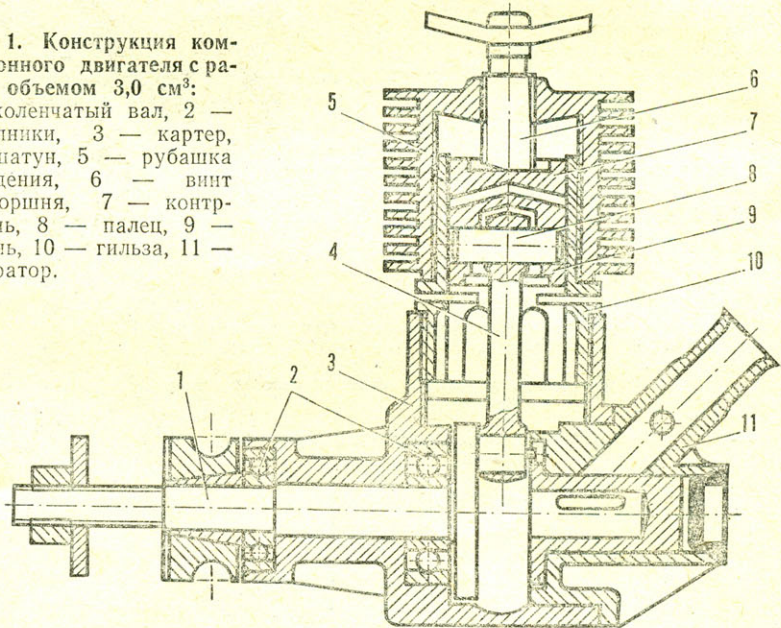 1. Конструкция ком-
онного двигателя с ра-
объемом 3,0 см³:
коленчатый вал, 2 —
пники, 3 — картер,
шатун, 5 — рубашка
дения, 6 — винт
оршня, 7 — контр-
нь, 8 — палец, 9 —
нь, 10 — гильза, 11 —
ратор.
6
5
7
8
9
4
10
3
1
2
11